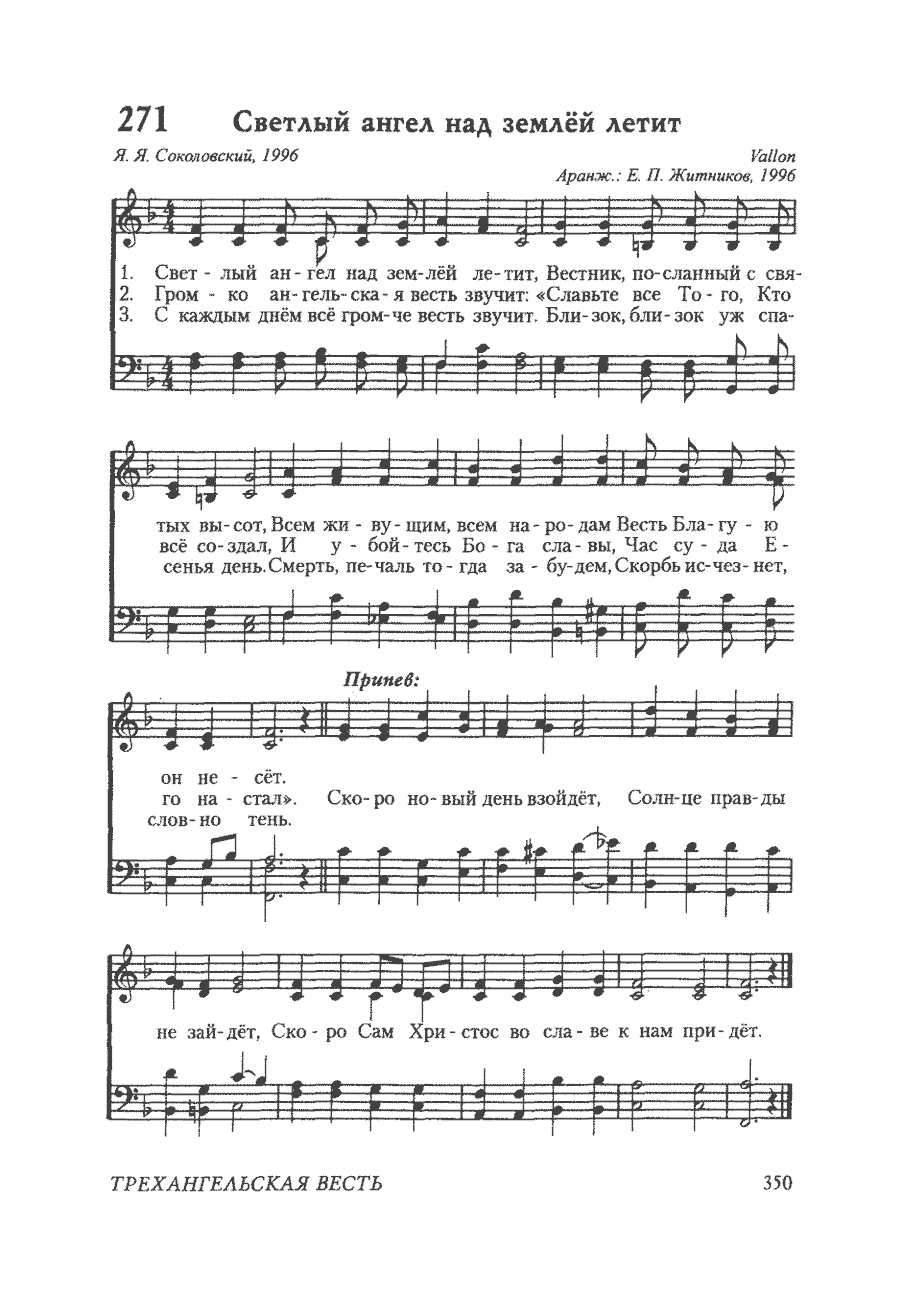 271 Светлый ангел над землёй летит
Я. Я. Соколовский, 1996 Vallon
Аранж.: Е. П. Житников, 1996
1. Свет - лый ан - гел над зем-лёй ле-тит, Вестник, по-сланный с свя-
2. Гром - ко ан-гель-ска-я весть звучит: «Славьте все То - го, Кто
3. С каждым днём всё гром-че весть звучит. Бли-зок, бли-зок уж спа-
тых вы-сот, Всем жи - ву-щим, всем на-ро-дам Весть Бла-гу - ю
всё со-здал, И у - бой-тесь Бо - га сла-вы, Час су - да Е -
сенья день. Смерть, пе-чаль то-гда за - бу-дем, Скорбь ис-чез-нет,
Припев:
он не - сёт.
го на - стал». Ско-ро но-вый день взойдёт, Солн-це прав-ды
слов-но тень.
не зай-дёт, Ско - ро Сам Хри-стос во сла - ве к нам при-дёт.
ТРЕХАНГЕЛЬСКАЯ ВЕСТЬ 350